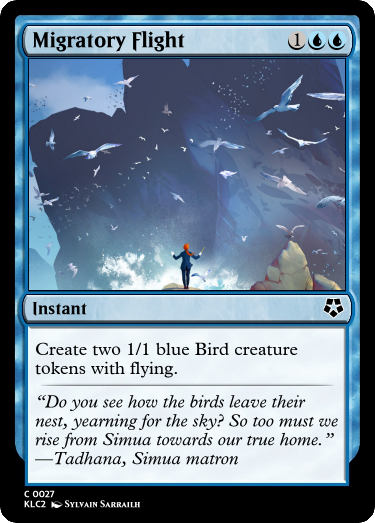 Migratory Flight 1
Instant
Create two 1/1 blue Bird creature
tokens with flying.
“Do you see how the birds leave their
nest, yearning for the sky? So too must we
rise from Simua towards our true home.”
—Tadhana, Simua matron
C 0027
KLC2 Sylvain Sarrailh